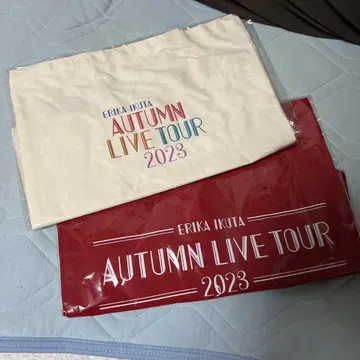 ERIKA IKUTA
AUTUMN
LIVE TOUR
2023
ERIKA IKUTA
AUTUMN LIVE TOUR
2023